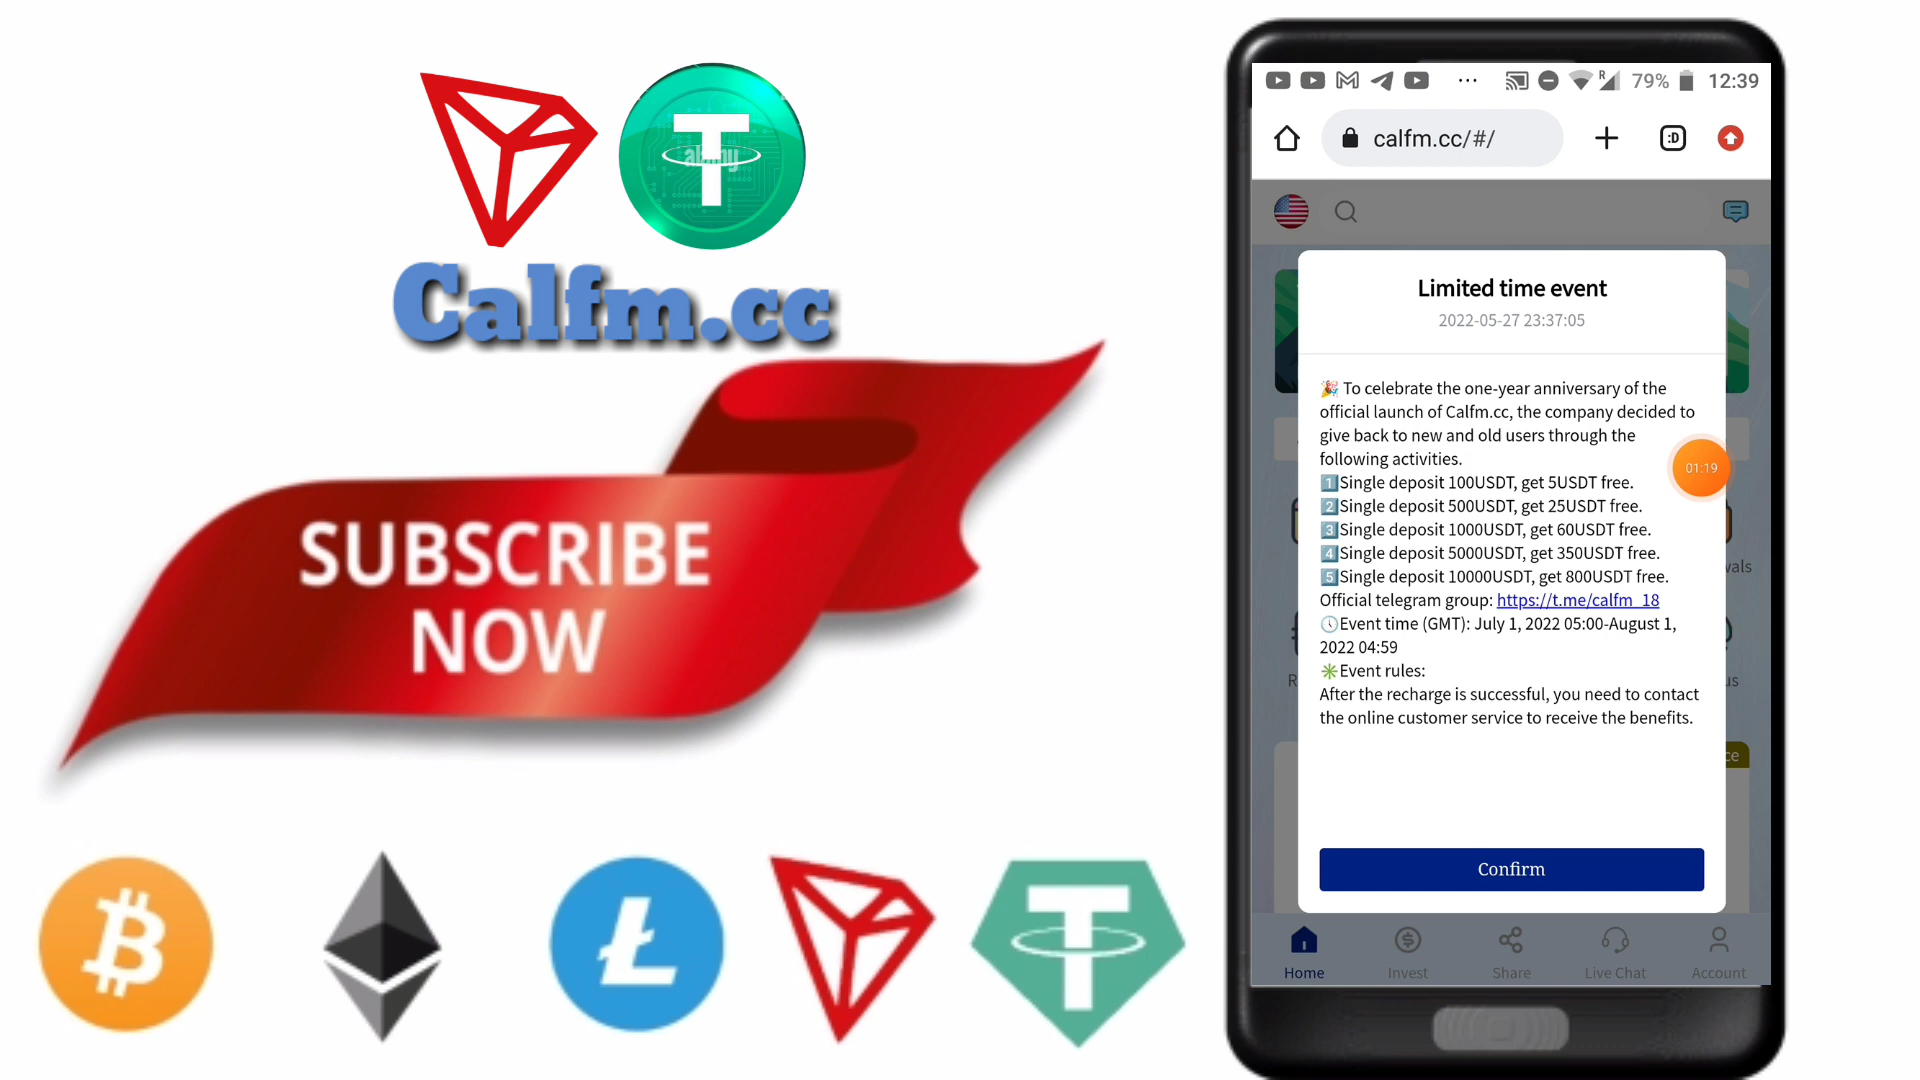 alamy
Calfm.cc
SUBSCRIBE
NOW
79% 12:39
calfm.cc/#/
:D
Limited time event
2022-05-27 23:37:05
🎉 To celebrate the one-year anniversary of the
official launch of Calfm.cc, the company decided to
give back to new and old users through the
following activities.
01:19
1️⃣Single deposit 100USDT, get 5USDT free.
2️⃣Single deposit 500USDT, get 25USDT free.
3️⃣Single deposit 1000USDT, get 60USDT free.
4️⃣Single deposit 5000USDT, get 350USDT free.
5️⃣Single deposit 10000USDT, get 800USDT free.
Official telegram group: https://t.me/calfm_18
🕔Event time (GMT): July 1, 2022 05:00-August 1,
2022 04:59
✳️Event rules:
After the recharge is successful, you need to contact
the online customer service to receive the benefits.
Confirm
Home Invest Share Live Chat Account